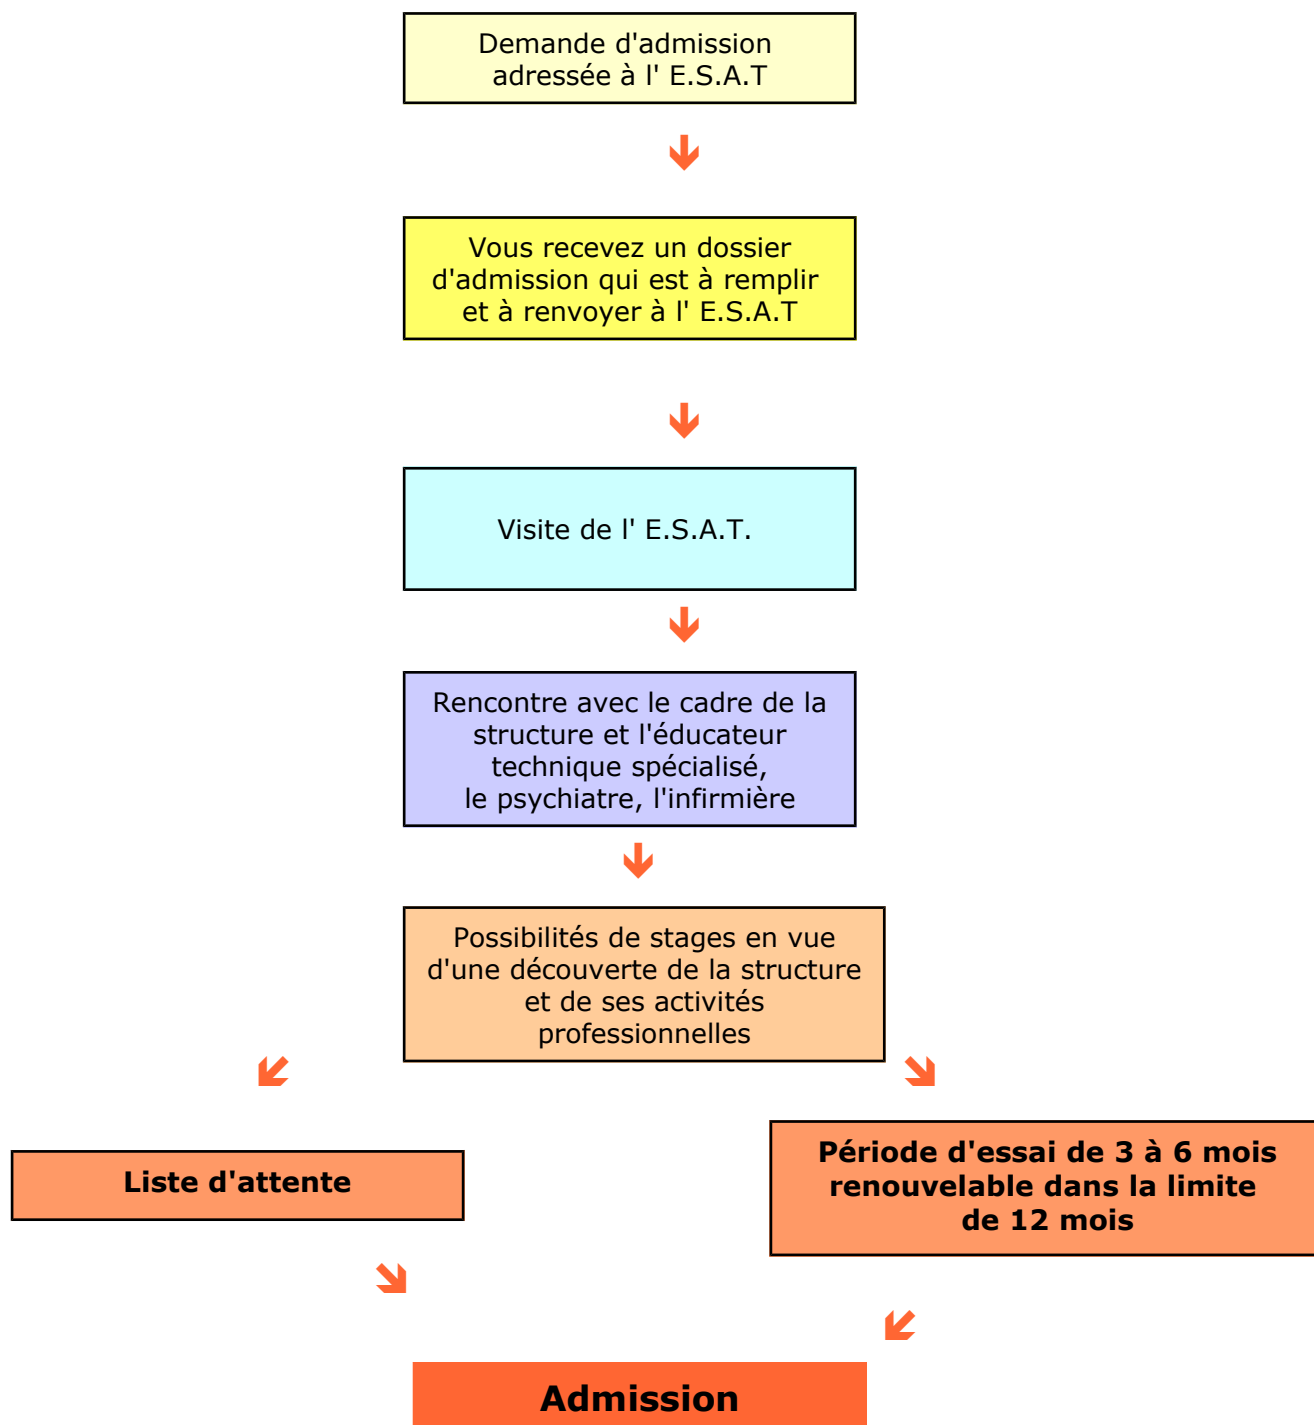 Demande d'admission
adressée à l' E.S.A.T
Vous recevez un dossier
d'admission qui est à remplir
et à renvoyer à l' E.S.A.T
Visite de l' E.S.A.T.
Rencontre avec le cadre de la
structure et l'éducateur
technique spécialisé,
le psychiatre, l'infirmière
Possibilités de stages en vue
d'une découverte de la structure
et de ses activités
professionnelles
Liste d'attente
Période d'essai de 3 à 6 mois
renouvelable dans la limite
de 12 mois
Admission